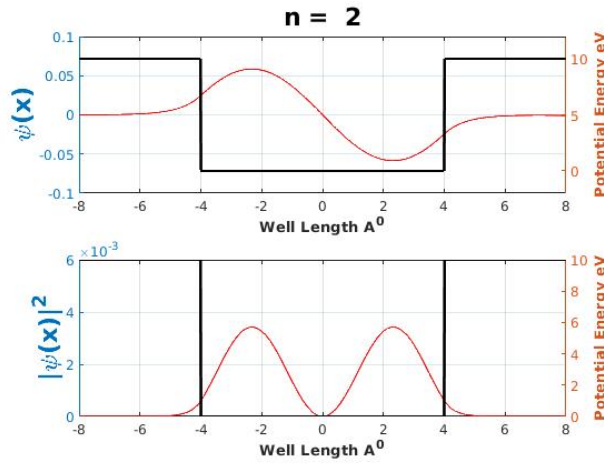 n = 2
0.1
0.05
0
-0.05
-0.1
ψ(x)
10
5
0
Potential Energy eV
-8 -6 -4 -2 0 2 4 6 8
Well Length A⁰
×10⁻³
6
4
2
0
|ψ(x)|²
10
8
6
4
2
0
Potential Energy eV
-8 -6 -4 -2 0 2 4 6 8
Well Length A⁰